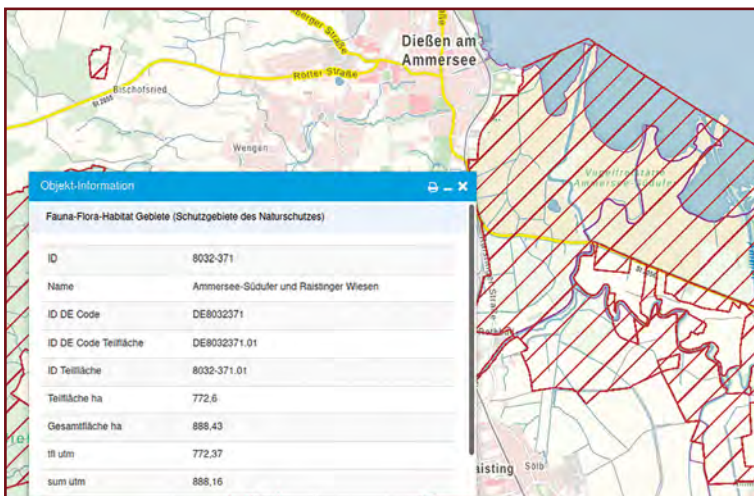 Dießen am
Ammersee
Rotter Straße
Bischofsried
St 2055
Wengen
Vogelfreistätte
Ammersee-Südufer
Objekt-Information
Fauna-Flora-Habitat Gebiete (Schutzgebiete des Naturschutzes)
ID 8032-371
Name Ammersee-Südufer und Raistinger Wiesen
ID DE Code DE8032371
ID DE Code Teilfläche DE8032371.01
ID Teilfläche 8032-371.01
Teilfläche ha 772,6
Gesamtfläche ha 888,43
tfl utm 772,37
sum utm 888,16
aisting
Sölb